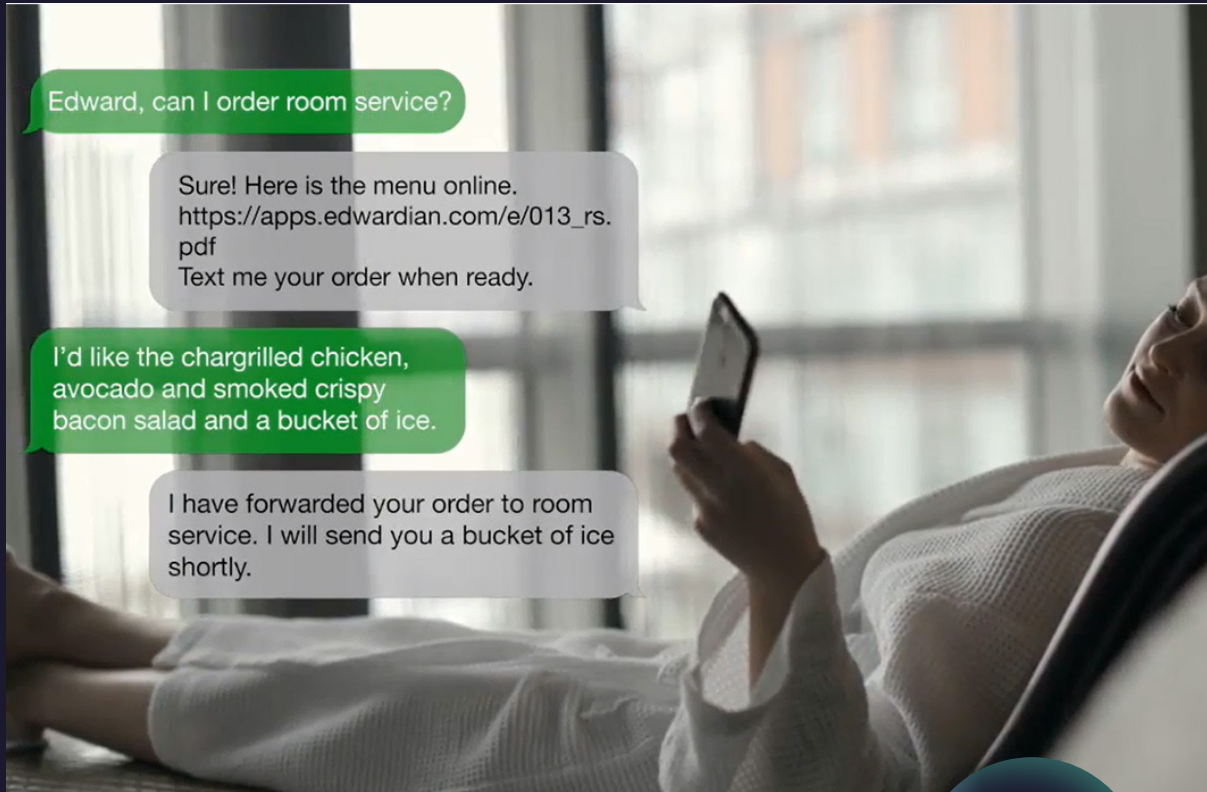 Edward, can I order room service?
Sure! Here is the menu online.
https://apps.edwardian.com/e/013_rs.
pdf
Text me your order when ready.
I’d like the chargrilled chicken,
avocado and smoked crispy
bacon salad and a bucket of ice.
I have forwarded your order to room
service. I will send you a bucket of ice
shortly.